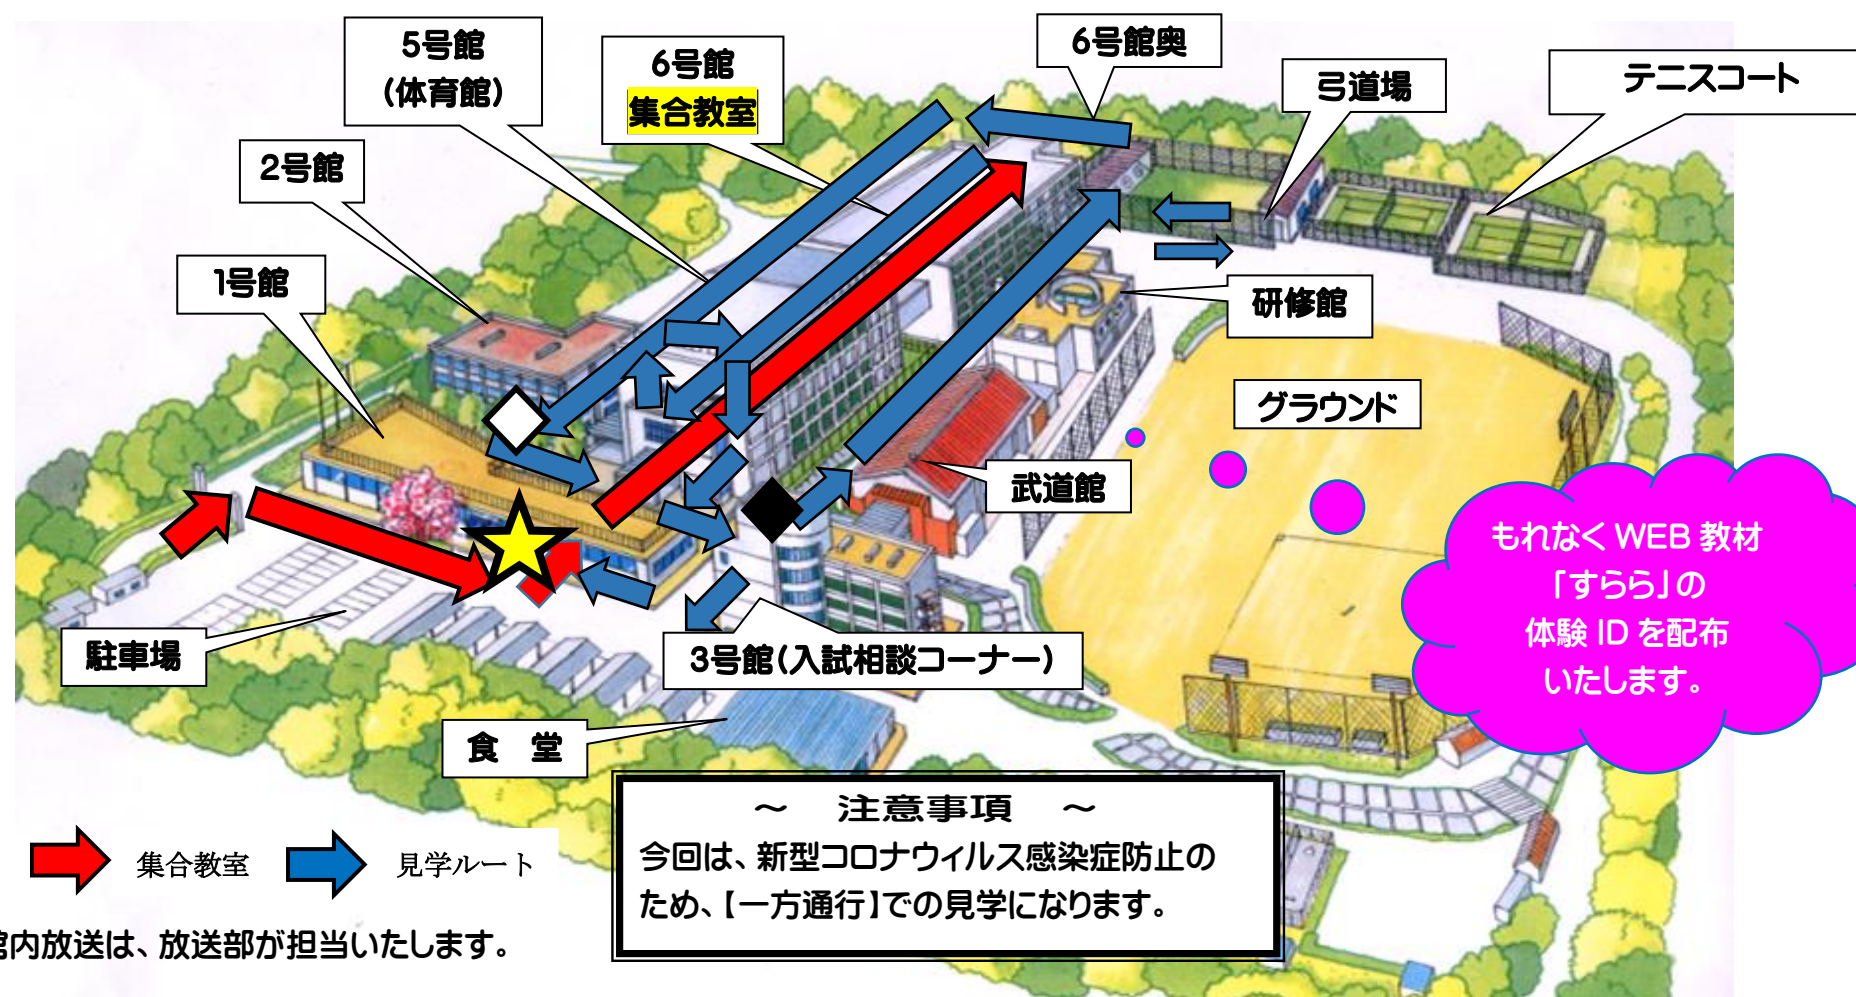 5号館
(体育館)
6号館
集合教室
6号館奥
弓道場
テニスコート
2号館
1号館
研修館
グラウンド
武道館
もれなく WEB 教材
「すらら」の
体験 ID を配布
いたします。
駐車場
3号館(入試相談コーナー)
食　堂
～　注意事項　～
今回は、新型コロナウィルス感染症防止の
ため、【一方通行】での見学になります。
集合教室
見学ルート
館内放送は、放送部が担当いたします。